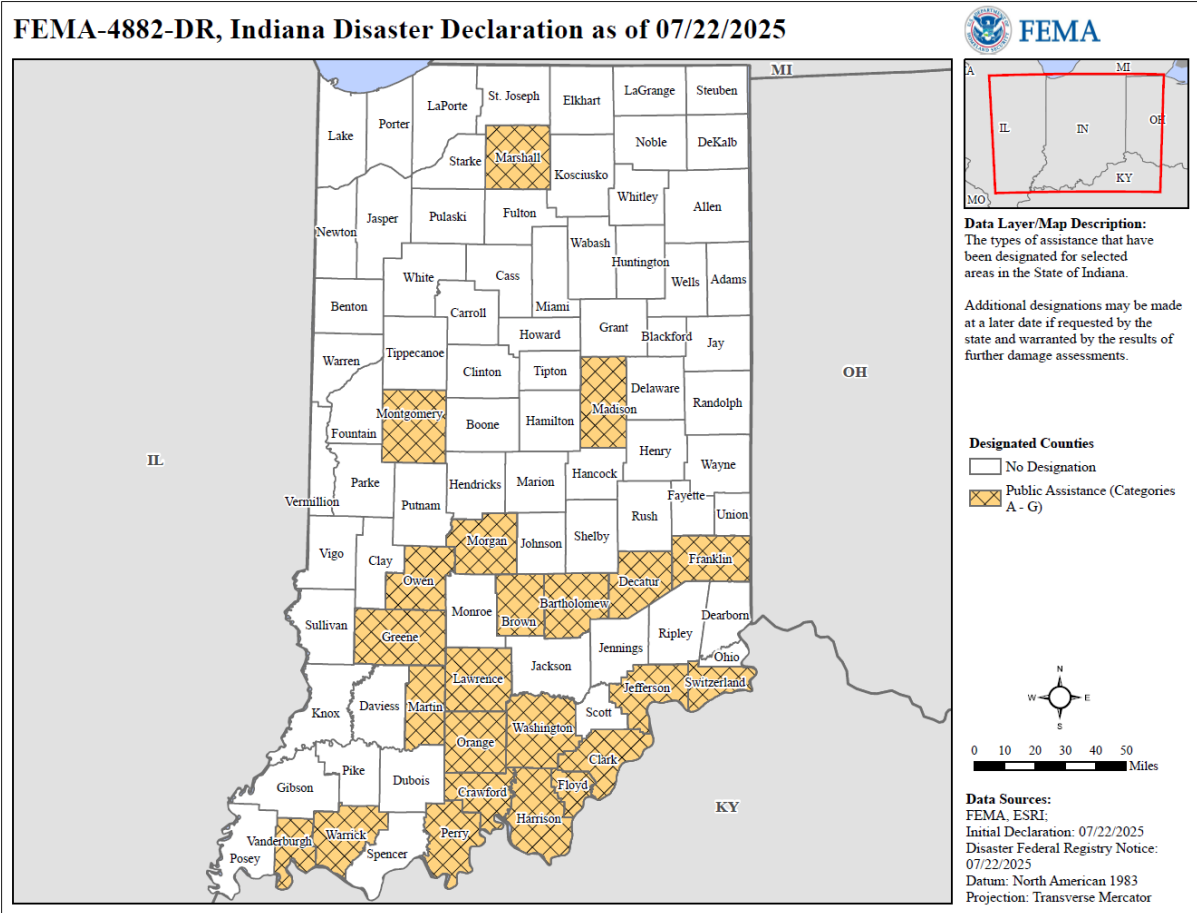 FEMA-4882-DR, Indiana Disaster Declaration as of 07/22/2025
FEMA
MI
St. Joseph
LaPorte
Elkhart
LaGrange
Steuben
Porter
Lake
Noble
DeKalb
Starke
Marshall
Kosciusko
Whitley
Allen
Jasper
Pulaski
Fulton
Newton
Wabash
Huntington
White
Cass
Wells
Adams
Benton
Carroll
Miami
Howard
Grant
Blackford
Jay
Tippecanoe
Warren
Clinton
Tipton
Delaware
Randolph
Montgomery
Madison
Fountain
Boone
Hamilton
Henry
Wayne
Parke
Hendricks
Marion
Hancock
Vermillion
Putnam
Fayette
Rush
Union
Vigo
Clay
Morgan
Johnson
Shelby
Franklin
Owen
Decatur
Sullivan
Monroe
Brown
Bartholomew
Dearborn
Greene
Jennings
Ripley
Ohio
Lawrence
Jackson
Jefferson
Switzerland
Knox
Daviess
Martin
Scott
Orange
Washington
Clark
Pike
Dubois
Gibson
Crawford
Floyd
Harrison
Vanderburgh
Warrick
Perry
Posey
Spencer
IL
OH
KY
A
MI
IL
IN
OH
KY
MO
Data Layer/Map Description:
The types of assistance that have
been designated for selected
areas in the State of Indiana.
Additional designations may be made
at a later date if requested by the
state and warranted by the results of
further damage assessments.
Designated Counties
No Designation
Public Assistance (Categories
A - G)
N
W E
S
0 10 20 30 40 50
Miles
Data Sources:
FEMA, ESRI;
Initial Declaration: 07/22/2025
Disaster Federal Registry Notice:
07/22/2025
Datum: North American 1983
Projection: Transverse Mercator